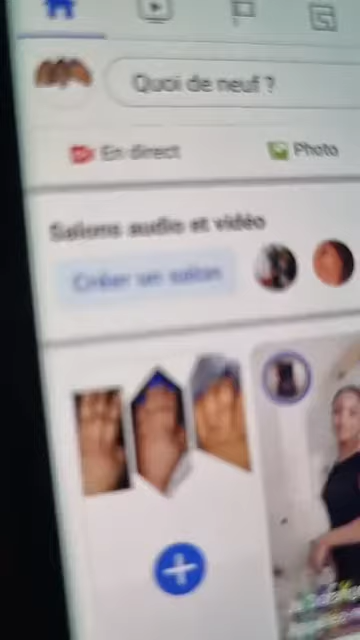 Quoi de neuf ?
En direct
Photo
Salons audio et vidéo
Créer un salon